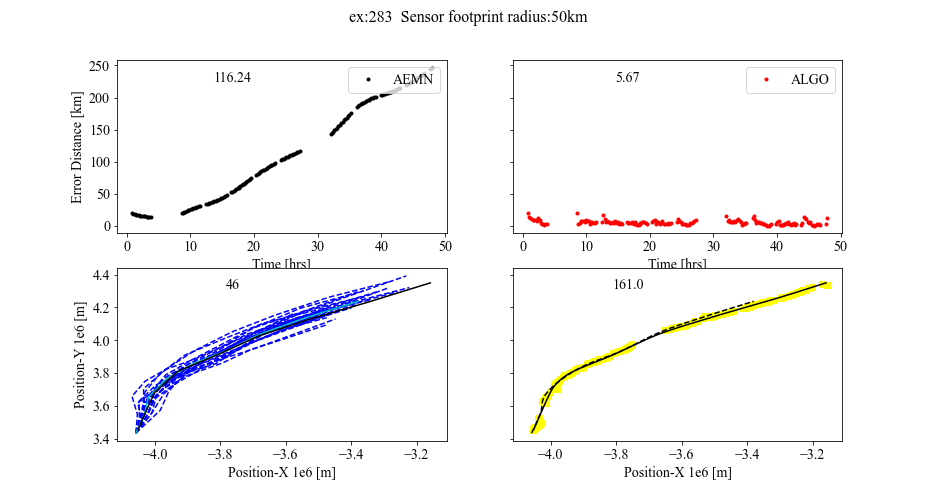 ex:283  Sensor footprint radius:50km
116.24
AEMN
250
200
150
100
50
0
Error Distance [km]
0 10 20 30 40 50
Time [hrs]
5.67
ALGO
0 10 20 30 40 50
Time [hrs]
46
4.4
4.2
4.0
3.8
3.6
3.4
Position-Y 1e6 [m]
−4.0 −3.8 −3.6 −3.4 −3.2
Position-X 1e6 [m]
161.0
−4.0 −3.8 −3.6 −3.4 −3.2
Position-X 1e6 [m]